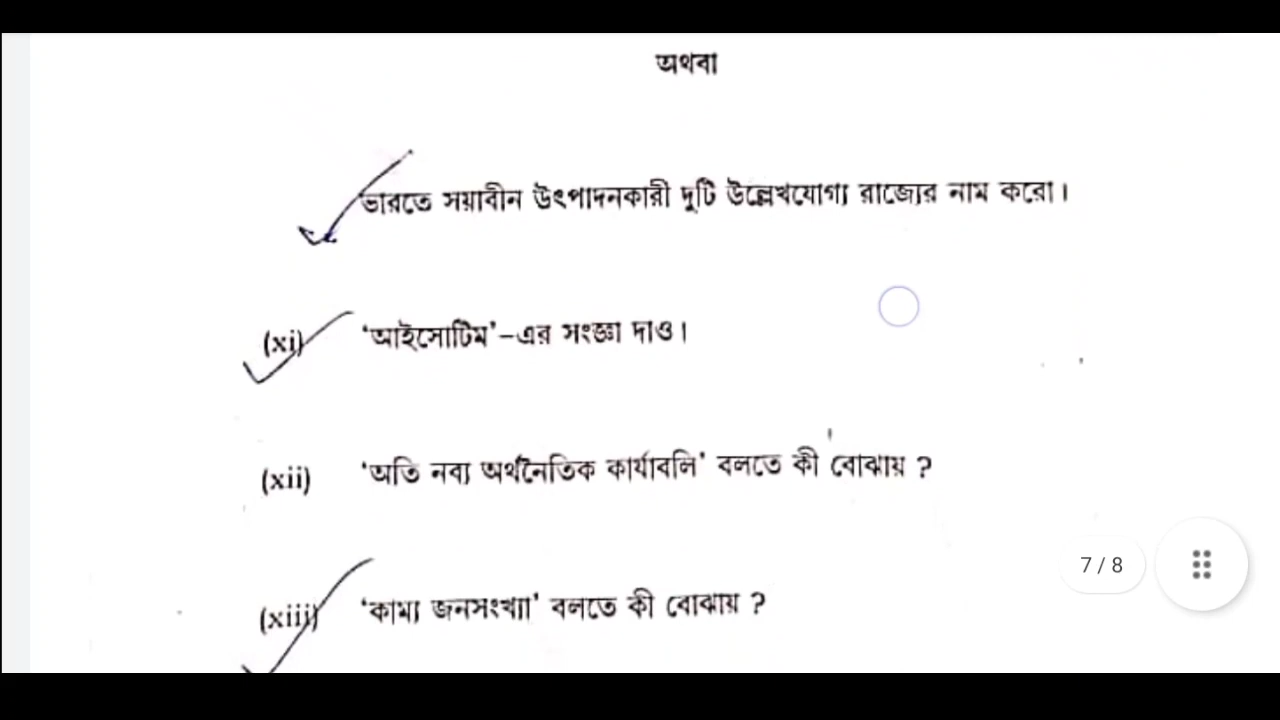 অথবা
ভারতে সয়াবীন উৎপাদনকারী দুটি উল্লেখযোগ্য রাজ্যের নাম করো।
(xi) ‘আইসোটিম’–এর সংজ্ঞা দাও।
(xii) ‘অতি নব্য অর্থনৈতিক কার্যাবলি’ বলতে কী বোঝায় ?
7 / 8
(xiii) ‘কাম্য জনসংখ্যা’ বলতে কী বোঝায় ?